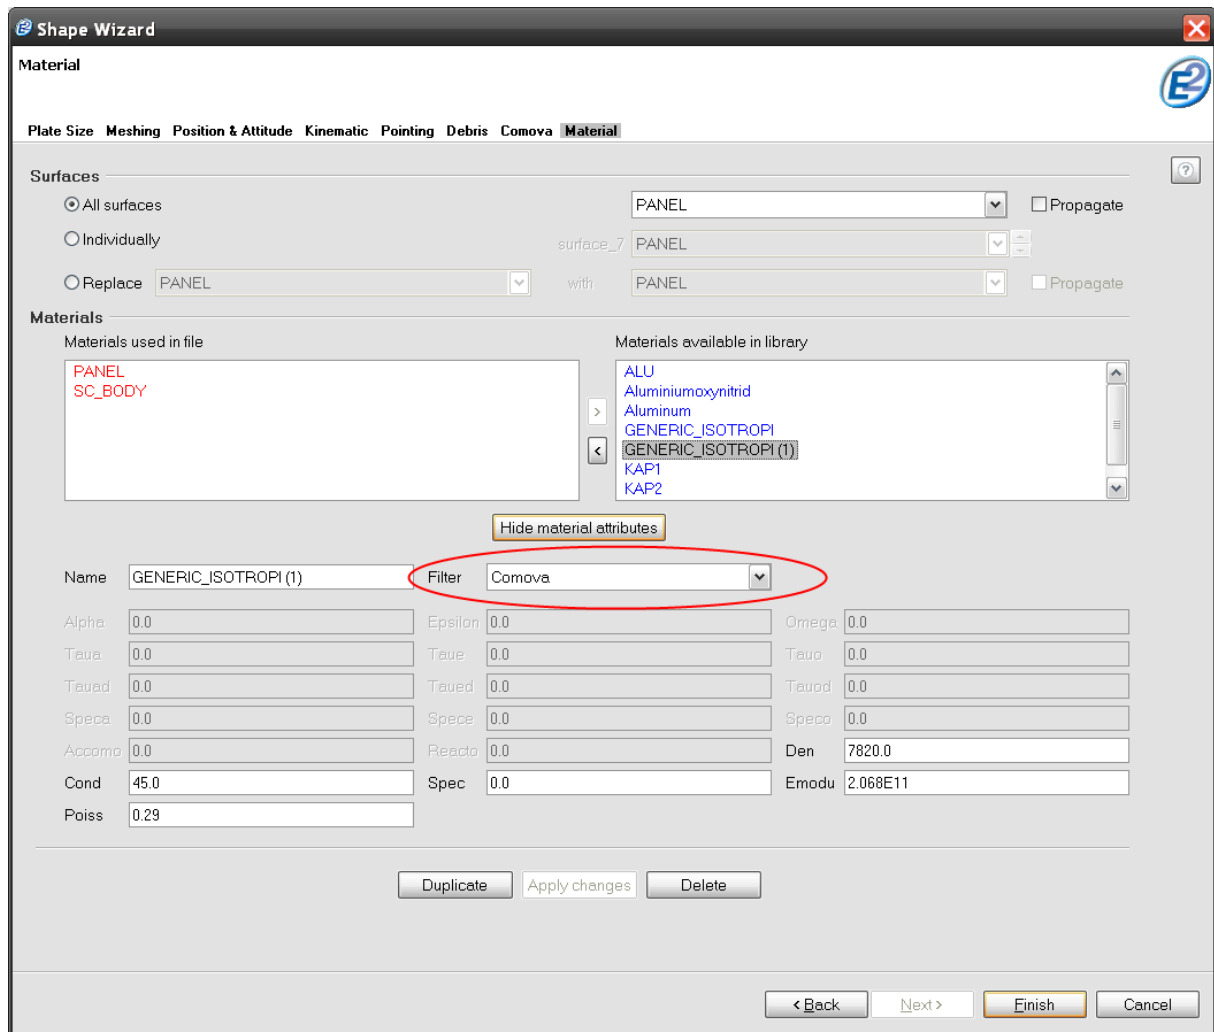 Shape Wizard
Material
E2
Plate Size Meshing Position & Attitude Kinematic Pointing Debris Comova Material
?
Surfaces
All surfaces PANEL Propagate
Individually surface_7 PANEL
Replace PANEL with PANEL Propagate
Materials
Materials used in file Materials available in library
PANEL ALU
SC_BODY Aluminiumoxynitrid
Aluminum
GENERIC_ISOTROPI
> GENERIC_ISOTROPI (1)
< KAP1
KAP2
Hide material attributes
Name GENERIC_ISOTROPI (1) Filter Comova
Alpha 0.0 Epsilon 0.0 Omega 0.0
Taua 0.0 Taue 0.0 Tauo 0.0
Tauad 0.0 Taued 0.0 Tauod 0.0
Speca 0.0 Spece 0.0 Speco 0.0
Accomo 0.0 Reacto 0.0 Den 7820.0
Cond 45.0 Spec 0.0 Emodu 2.068E11
Poiss 0.29
Duplicate Apply changes Delete
< Back Next > Finish Cancel